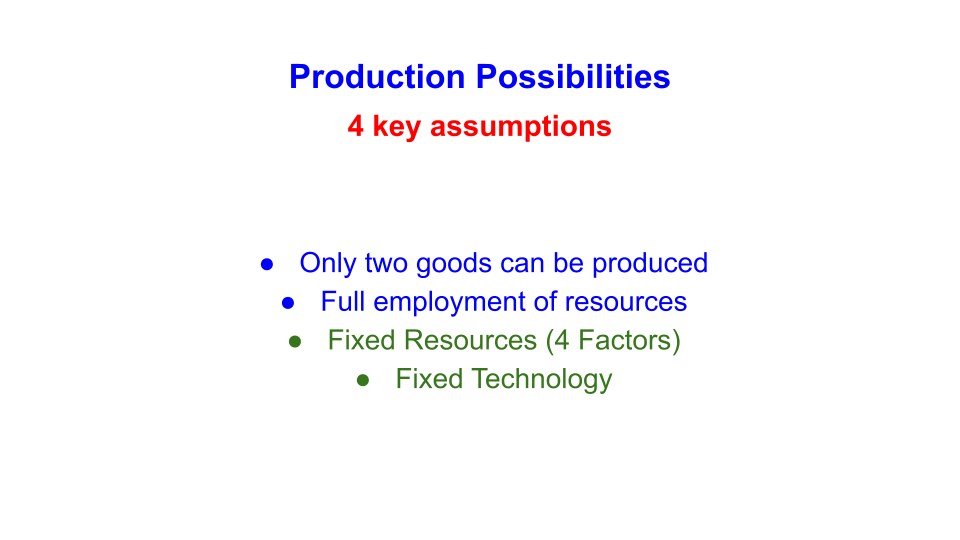 Production Possibilities
4 key assumptions
● Only two goods can be produced
● Full employment of resources
● Fixed Resources (4 Factors)
● Fixed Technology